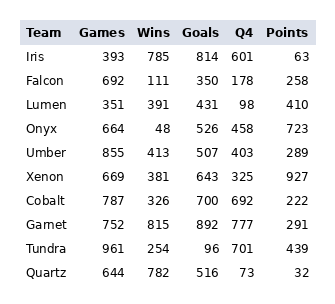 Team Games Wins Goals Q4 Points
Iris 393 785 814 601 63
Falcon 692 111 350 178 258
Lumen 351 391 431 98 410
Onyx 664 48 526 458 723
Umber 855 413 507 403 289
Xenon 669 381 643 325 927
Cobalt 787 326 700 692 222
Garnet 752 815 892 777 291
Tundra 961 254 96 701 439
Quartz 644 782 516 73 32